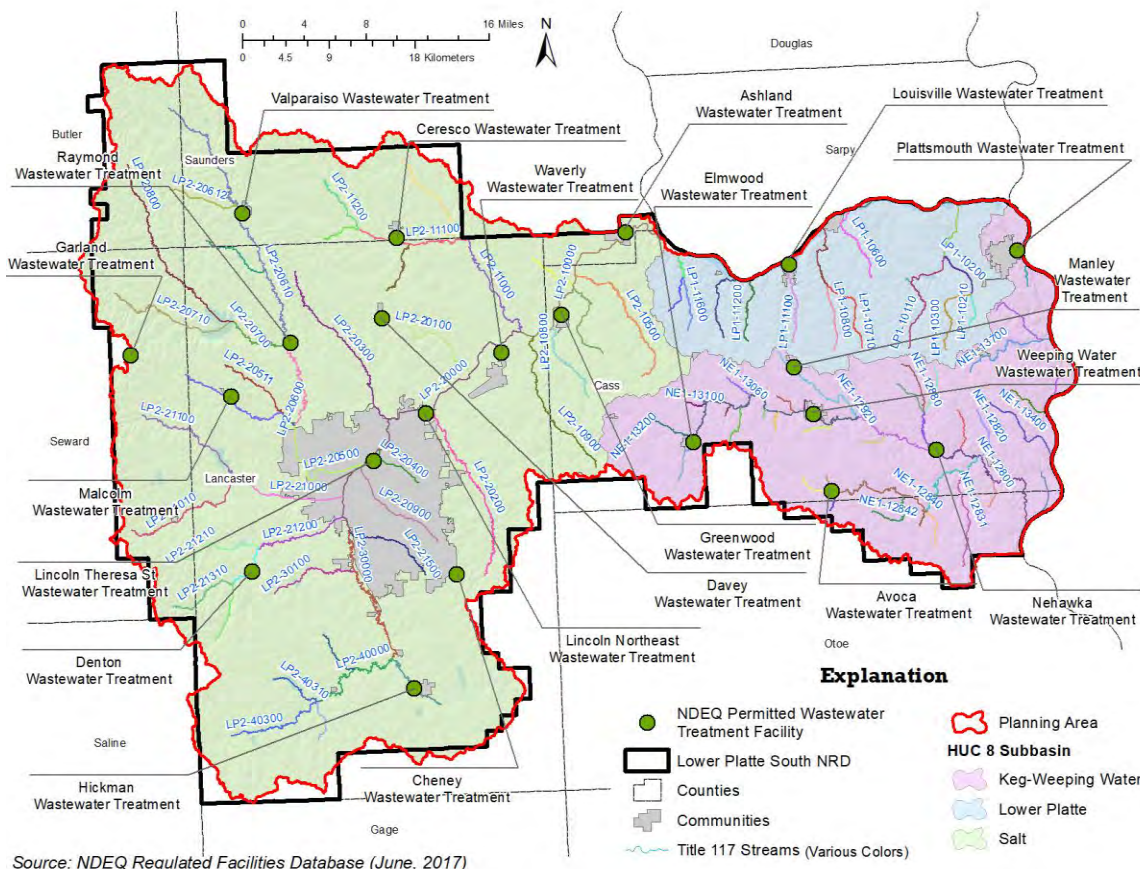 0 4 8 16 Miles
0 4.5 9 18 Kilometers
N
Douglas
Valparaiso Wastewater Treatment
Ceresco Wastewater Treatment
Ashland
Wastewater Treatment
Louisville Wastewater Treatment
Butler
Raymond
Wastewater Treatment
Saunders
Waverly
Wastewater Treatment
Elmwood
Wastewater Treatment
Sarpy
Plattsmouth Wastewater Treatment
Garland
Wastewater Treatment
Manley
Wastewater Treatment
Weeping Water
Wastewater Treatment
LP2-20800
LP2-20612
LP2-11200
LP2-11100
LP2-20610
LP2-11000
LP2-10000
LP2-20710
LP2-20700
LP2-20300
LP2-20100
LP2-10800
LP2-10500
LP1-11600
LP1-11200
LP1-11100
LP1-10600
LP1-10800
LP1-10710
LP1-10110
LP1-10300
LP1-10200
LP1-10210
LP2-20511
LP2-20600
LP2-20000
Cass
NE1-13700
LP2-21100
NE1-13060
NE1-13100
NE1-12920
NE1-12860
NE1-12820
NE1-13400
Seward
LP2-10900
NE1-13200
LP2-20500
LP2-20400
Lancaster
LP2-21000
LP2-20900
LP2-20200
NE1-12800
NE1-12840
NE1-12842
NE1-12831
Malcolm
Wastewater Treatment
LP2-21010
LP2-21210
LP2-21200
LP2-30000
LP2-21500
LP2-21310
LP2-30100
Lincoln Theresa St
Wastewater Treatment
Greenwood
Wastewater Treatment
Davey
Wastewater Treatment
Avoca
Wastewater Treatment
Nehawka
Wastewater Treatment
Denton
Wastewater Treatment
Lincoln Northeast
Wastewater Treatment
Otoe
LP2-40000
LP2-40310
LP2-40300
Saline
Hickman
Wastewater Treatment
Cheney
Wastewater Treatment
Gage
Explanation
NDEQ Permitted Wastewater
Treatment Facility
Lower Platte South NRD
Counties
Communities
Title 117 Streams (Various Colors)
Planning Area
HUC 8 Subbasin
Keg-Weeping Water
Lower Platte
Salt
Source: NDEQ Regulated Facilities Database (June, 2017)